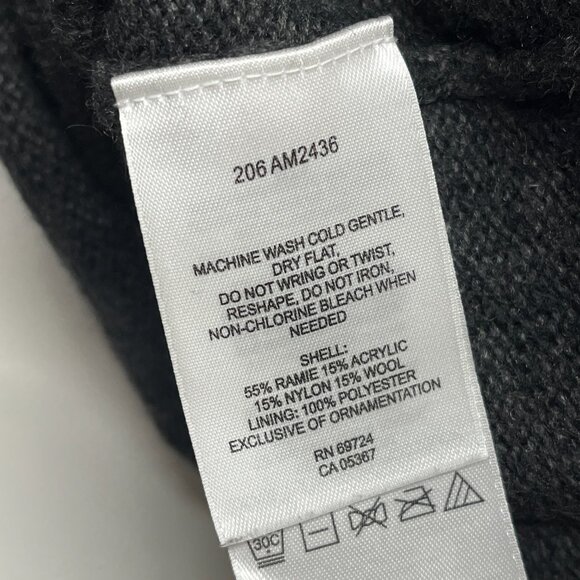 206 AM2436
MACHINE WASH COLD GENTLE,
DRY FLAT,
DO NOT WRING OR TWIST,
RESHAPE, DO NOT IRON,
NON-CHLORINE BLEACH WHEN
NEEDED
SHELL:
55% RAMIE 15% ACRYLIC
15% NYLON 15% WOOL
LINING: 100% POLYESTER
EXCLUSIVE OF ORNAMENTATION
RN 69724
CA 05367
30C